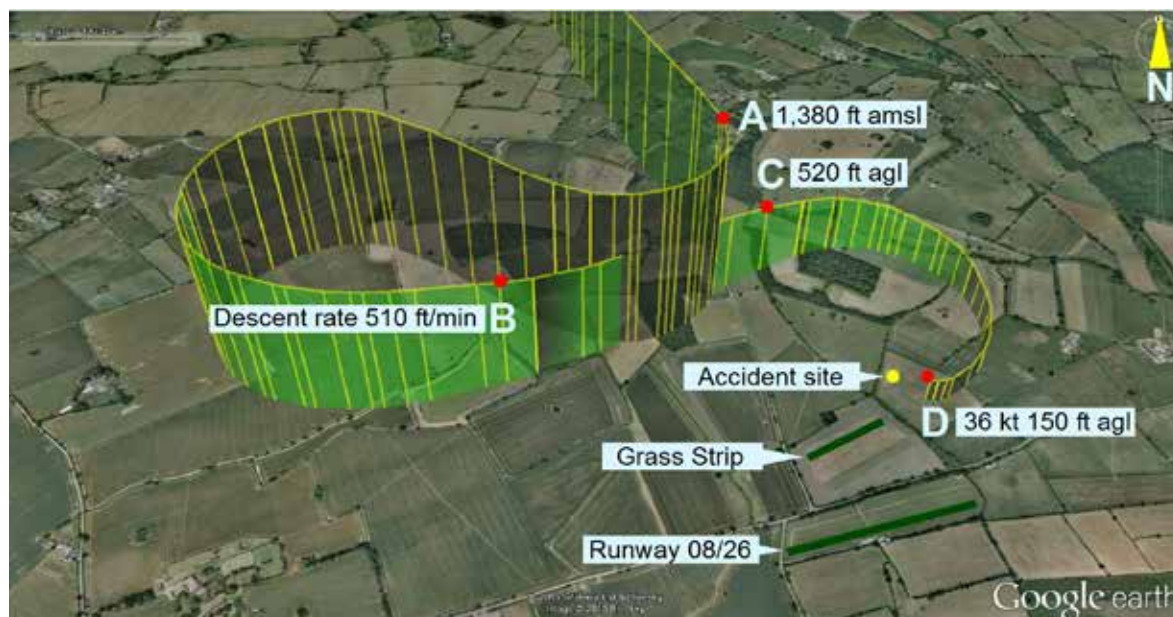 N
A 1,380 ft amsl
C 520 ft agl
Descent rate 510 ft/min B
Accident site
D 36 kt 150 ft agl
Grass Strip
Runway 08/26
Google earth